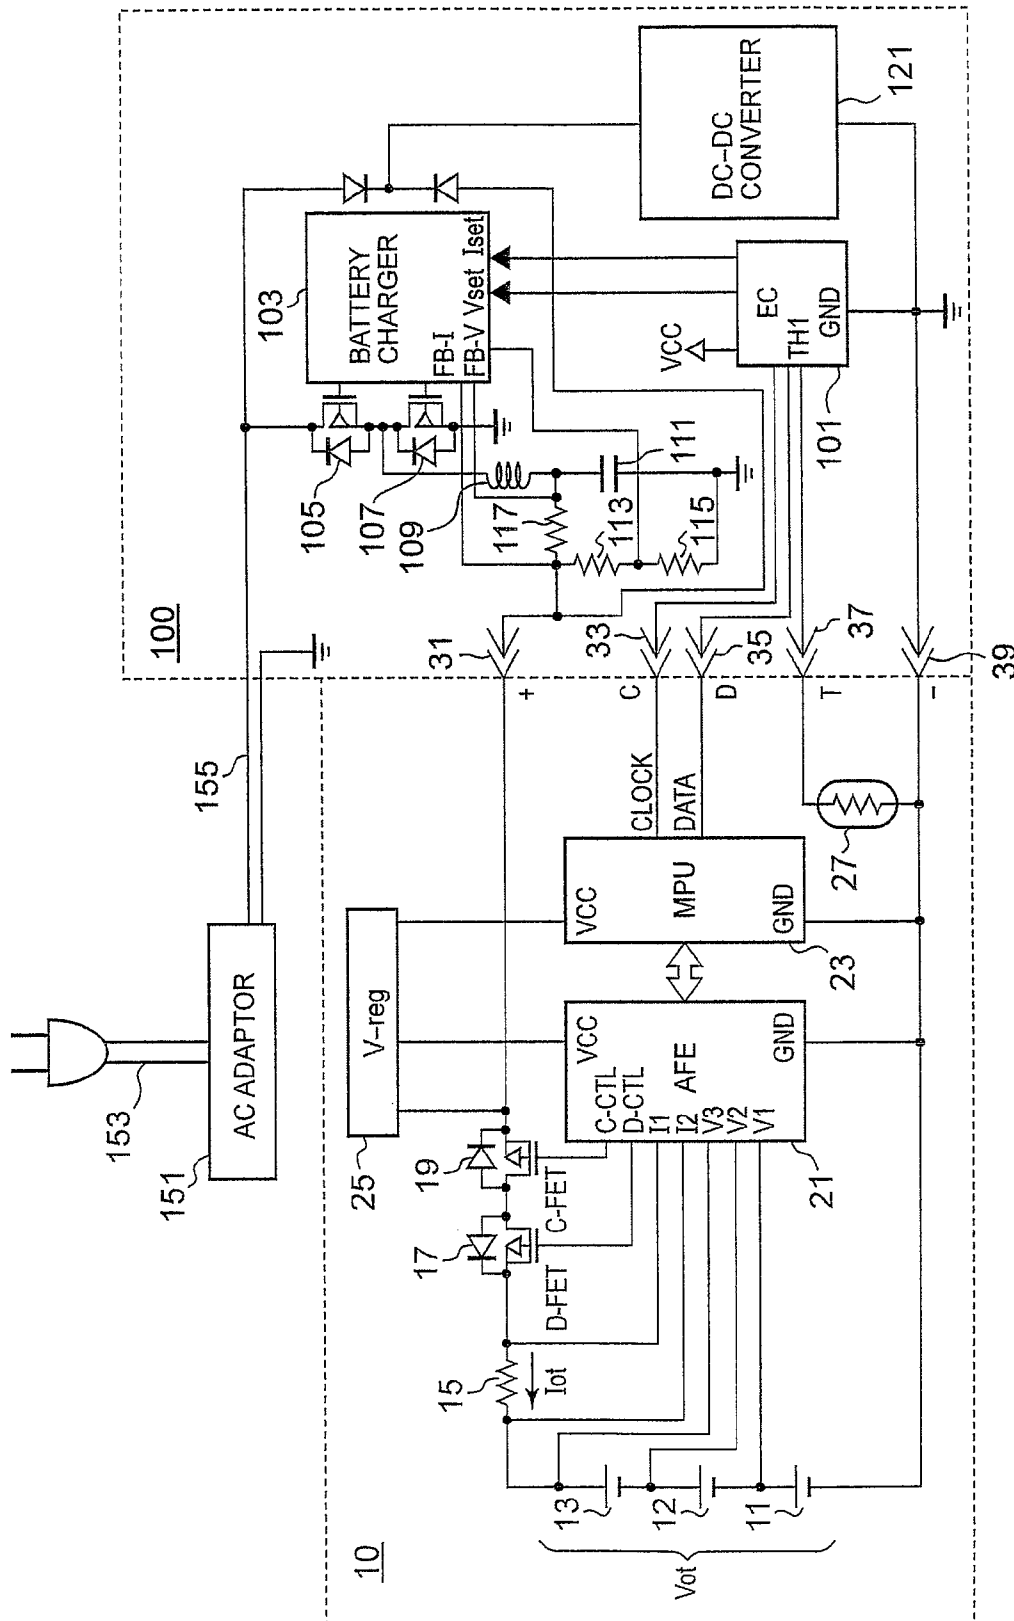 153
151
AC ADAPTOR
155
100
105
107
109
103
BATTERY
CHARGER
FB-I
FB-V Vset Iset
117
113
111
115
VCC
EC
TH1
GND
101
DC–DC
CONVERTER
121
31
33
35
37
39
+
C
D
T
–
10
25
V–reg
17
19
15
Iot
D-FET
C-FET
VCC
C-CTL
D-CTL
I1
I2
V3
V2
V1
AFE
GND
21
VCC
MPU
GND
23
CLOCK
DATA
27
13
12
11
Vot